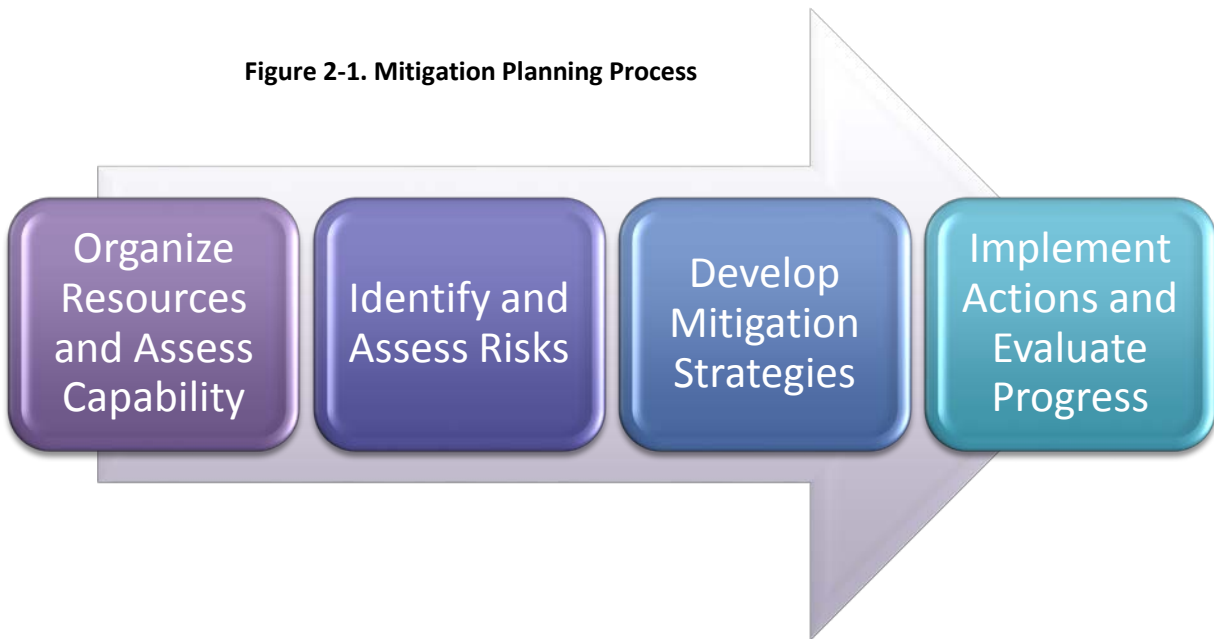 Figure 2-1. Mitigation Planning Process
Organize
Resources
and Assess
Capability
Identify and
Assess Risks
Develop
Mitigation
Strategies
Implement
Actions and
Evaluate
Progress